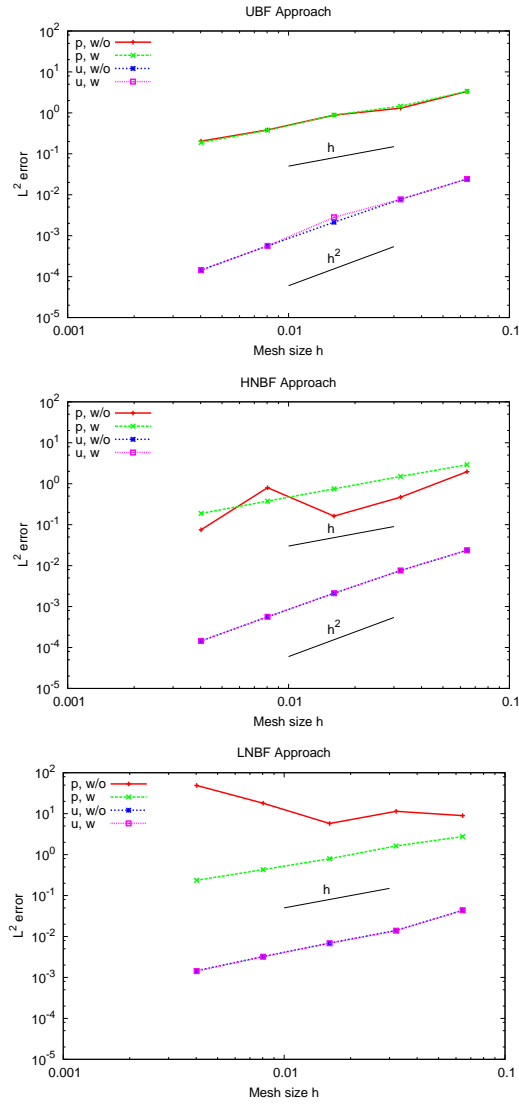 UBF Approach
10^2
10^1
10^0
10^-1
10^-2
10^-3
10^-4
10^-5
L^2 error
p, w/o
p, w
u, w/o
u, w
h
h^2
0.001
0.01
0.1
Mesh size h
HNBF Approach
10^2
10^1
10^0
10^-1
10^-2
10^-3
10^-4
10^-5
L^2 error
p, w/o
p, w
u, w/o
u, w
h
h^2
0.001
0.01
0.1
Mesh size h
LNBF Approach
10^2
10^1
10^0
10^-1
10^-2
10^-3
10^-4
10^-5
L^2 error
p, w/o
p, w
u, w/o
u, w
h
0.001
0.01
0.1
Mesh size h